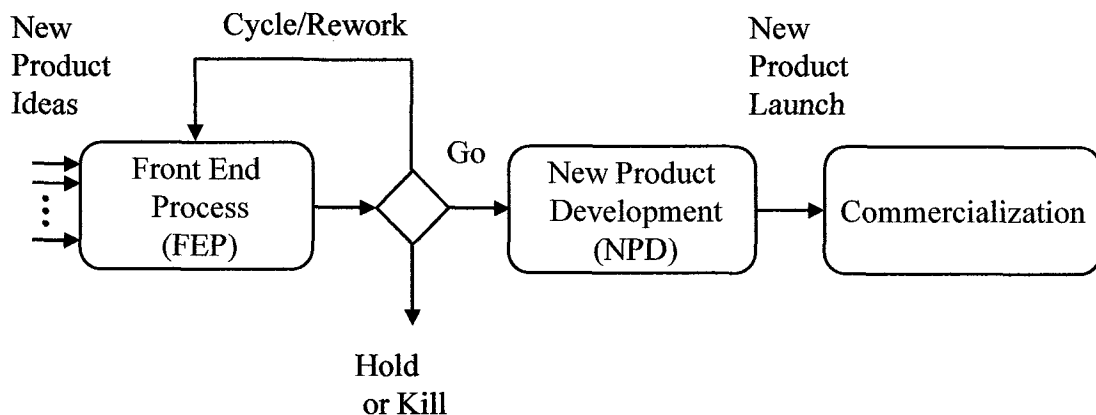 New
Product
Ideas
Cycle/Rework
New
Product
Launch
Front End
Process
(FEP)
Go
New Product
Development
(NPD)
Commercialization
Hold
or Kill